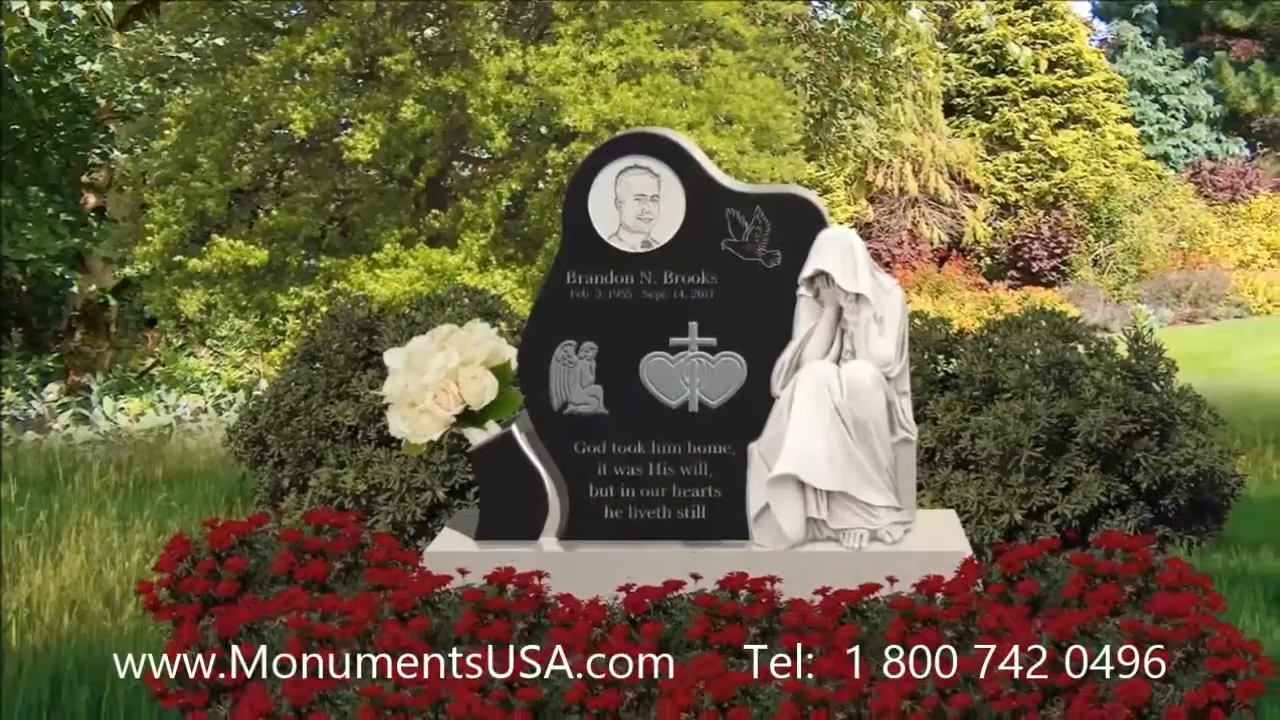 Brandon N. Brooks
Feb. 3, 1955 Sept. 14, 2011
God took him home,
it was His will,
but in our hearts
he liveth still
www.MonumentsUSA.com Tel: 1 800 742 0496